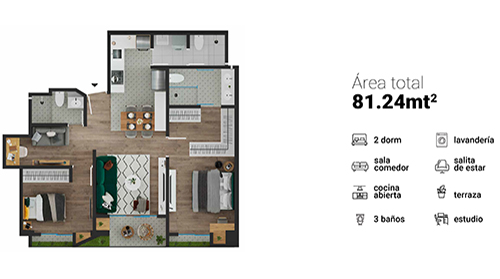 Área total
81.24mt²
2 dorm
lavandería
sala
comedor
salita
de estar
cocina
abierta
terraza
3 baños
estudio